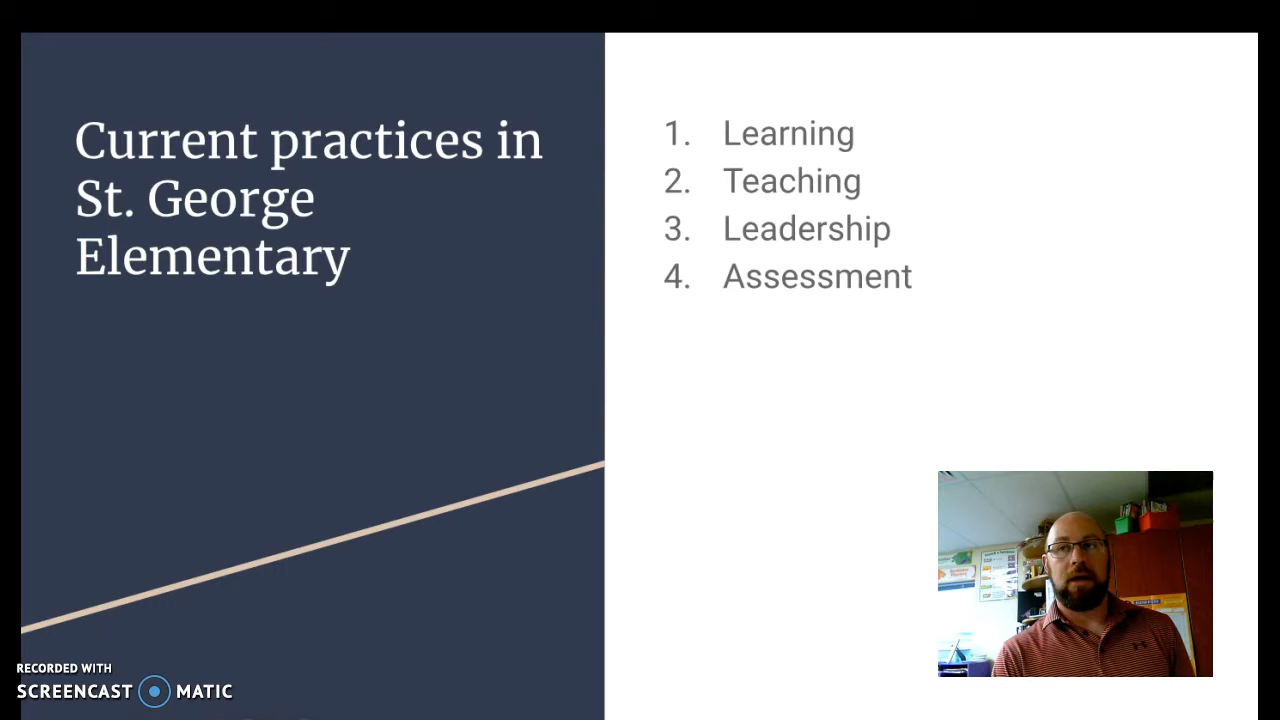 Current practices in
St. George
Elementary
1. Learning
2. Teaching
3. Leadership
4. Assessment
RECORDED WITH
SCREENCAST MATIC